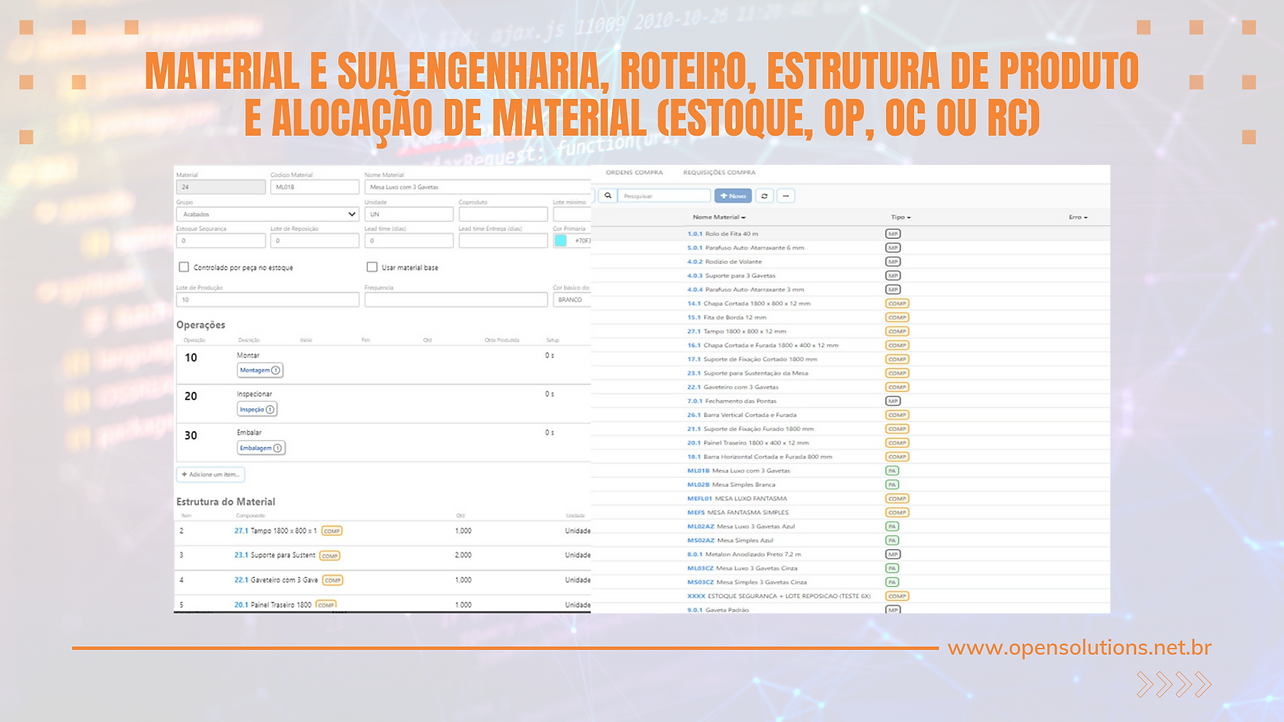 ajax.js 11009 2010-10-26 11:
MATERIAL E SUA ENGENHARIA, ROTEIRO, ESTRUTURA DE PRODUTO
E ALOCAÇÃO DE MATERIAL (ESTOQUE, OP, OC OU RC)
ajaxRequest: function(url,
Material Código Material Nome Material
24 ML01B Mesa Luxo com 3 Gavetas
Grupo Unidade Coproduto Lote mínimo
Acabados UN
Estoque Segurança Lote de Reposição Lead time (dias) Lead time Entrega (dias) Cor Primaria
0 0 0 #70F3
Controlado por peça no estoque Usar material base
Lote de Produção Frequencia Cor básico do
10 BRANCO
Operações
Operação Descrição Inicio Fim Qtd Qtde Produzida Setup
10 Montar 0 s
Montagem 1
20 Inspecionar 0 s
Inspeção 1
30 Embalar 0 s
Embalagem 1
+ Adicione um item...
Estrutura do Material
Item Componente Qtd Unidade
2 27.1 Tampo 1800 x 800 x 1 COMP 1,000 Unidade
3 23.1 Suporte para Sustent COMP 2,000 Unidade
4 22.1 Gaveteiro com 3 Gave COMP 1,000 Unidade
5 20.1 Painel Traseiro 1800 COMP 1,000 Unidade
ORDENS COMPRA REQUISIÇÕES COMPRA
Pesquisar + Novo
Nome Material Tipo Erro
1.0.1 Rolo de Fita 40 m MP
5.0.1 Parafuso Auto-Atarraxante 6 mm MP
4.0.2 Rodizio de Volante MP
4.0.3 Suporte para 3 Gavetas MP
4.0.4 Parafuso Auto-Atarraxante 3 mm MP
14.1 Chapa Cortada 1800 x 800 x 12 mm COMP
15.1 Fita de Borda 12 mm COMP
27.1 Tampo 1800 x 800 x 12 mm COMP
16.1 Chapa Cortada e Furada 1800 x 400 x 12 mm COMP
17.1 Suporte de Fixação Cortado 1800 mm COMP
23.1 Suporte para Sustentação da Mesa COMP
22.1 Gaveteiro com 3 Gavetas COMP
7.0.1 Fechamento das Pontas MP
26.1 Barra Vertical Cortada e Furada COMP
21.1 Suporte de Fixação Furado 1800 mm COMP
20.1 Painel Traseiro 1800 x 400 x 12 mm COMP
18.1 Barra Horizontal Cortada e Furada 800 mm COMP
ML01B Mesa Luxo com 3 Gavetas PA
ML02B Mesa Simples Branca PA
MEFL01 MESA LUXO FANTASMA COMP
MEFS MESA FANTASMA SIMPLES COMP
ML02AZ Mesa Luxo 3 Gavetas Azul PA
MS02AZ Mesa Simples Azul PA
8.0.1 Metalon Anodizado Preto 7,2 m MP
ML03CZ Mesa Luxo 3 Gavetas Cinza PA
MS03CZ Mesa Simples 3 Gavetas Cinza PA
XXXX ESTOQUE SEGURANCA + LOTE REPOSICAO (TESTE 6X) COMP
9.0.1 Gaveta Padrão MP
www.opensolutions.net.br